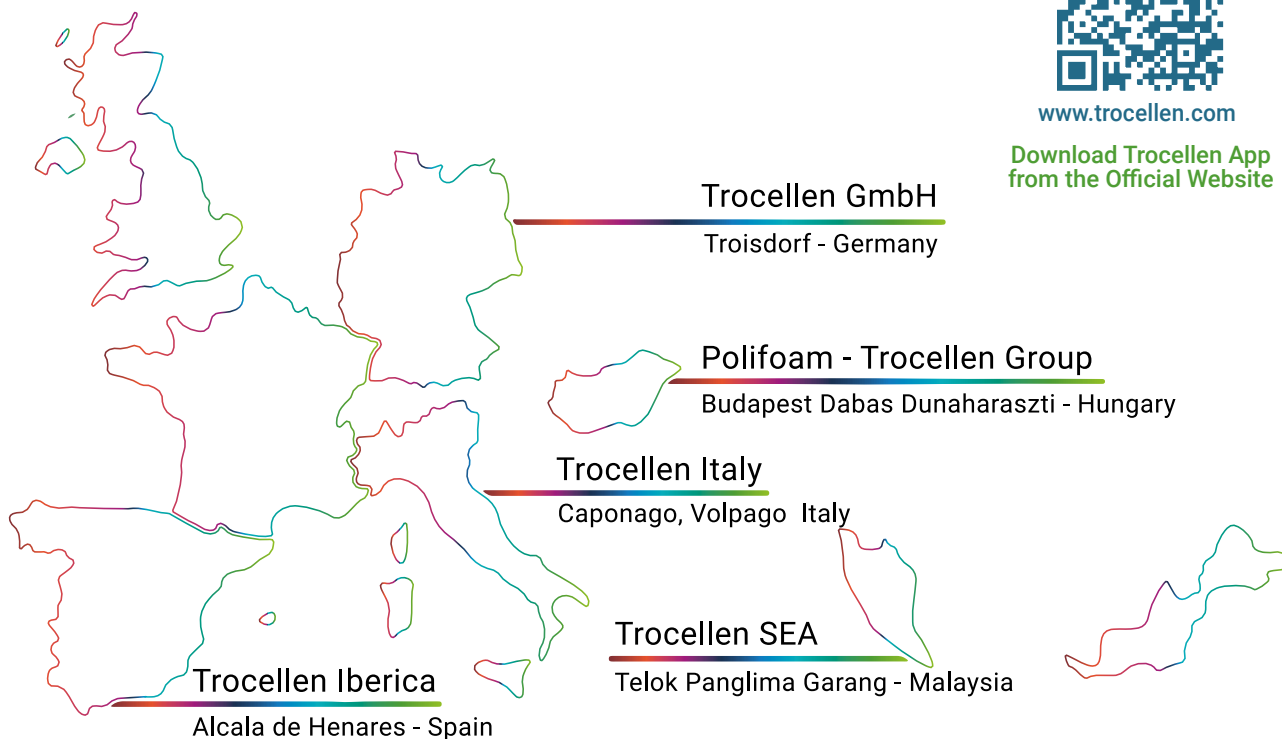 www.trocellen.com
Download Trocellen App
from the Official Website
Trocellen GmbH
Troisdorf - Germany
Polifoam - Trocellen Group
Budapest Dabas Dunaharaszti - Hungary
Trocellen Italy
Caponago, Volpago Italy
Trocellen SEA
Telok Panglima Garang - Malaysia
Trocellen Iberica
Alcala de Henares - Spain